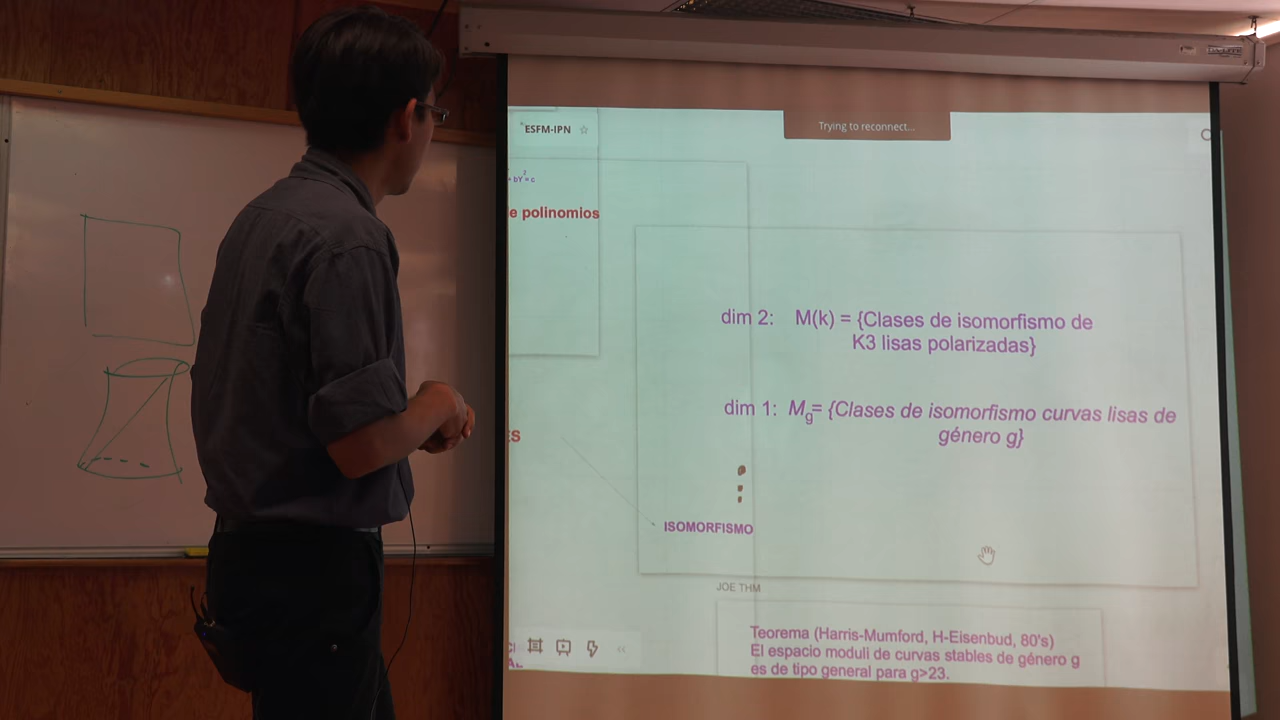 Trying to reconnect...
ESFM-IPN
e polinomios
dim 2: M(k) = {Clases de isomorfismo de
K3 lisas polarizadas}
dim 1: Mg= {Clases de isomorfismo curvas lisas de
género g}
ISOMORFISMO
JOE THM
Teorema (Harris-Mumford, H-Eisenbud, 80's)
El espacio moduli de curvas stables de género g
es de tipo general para g>23.